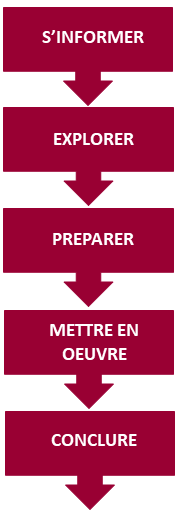 S’INFORMER
EXPLORER
PREPARER
METTRE EN
OEUVRE
CONCLURE